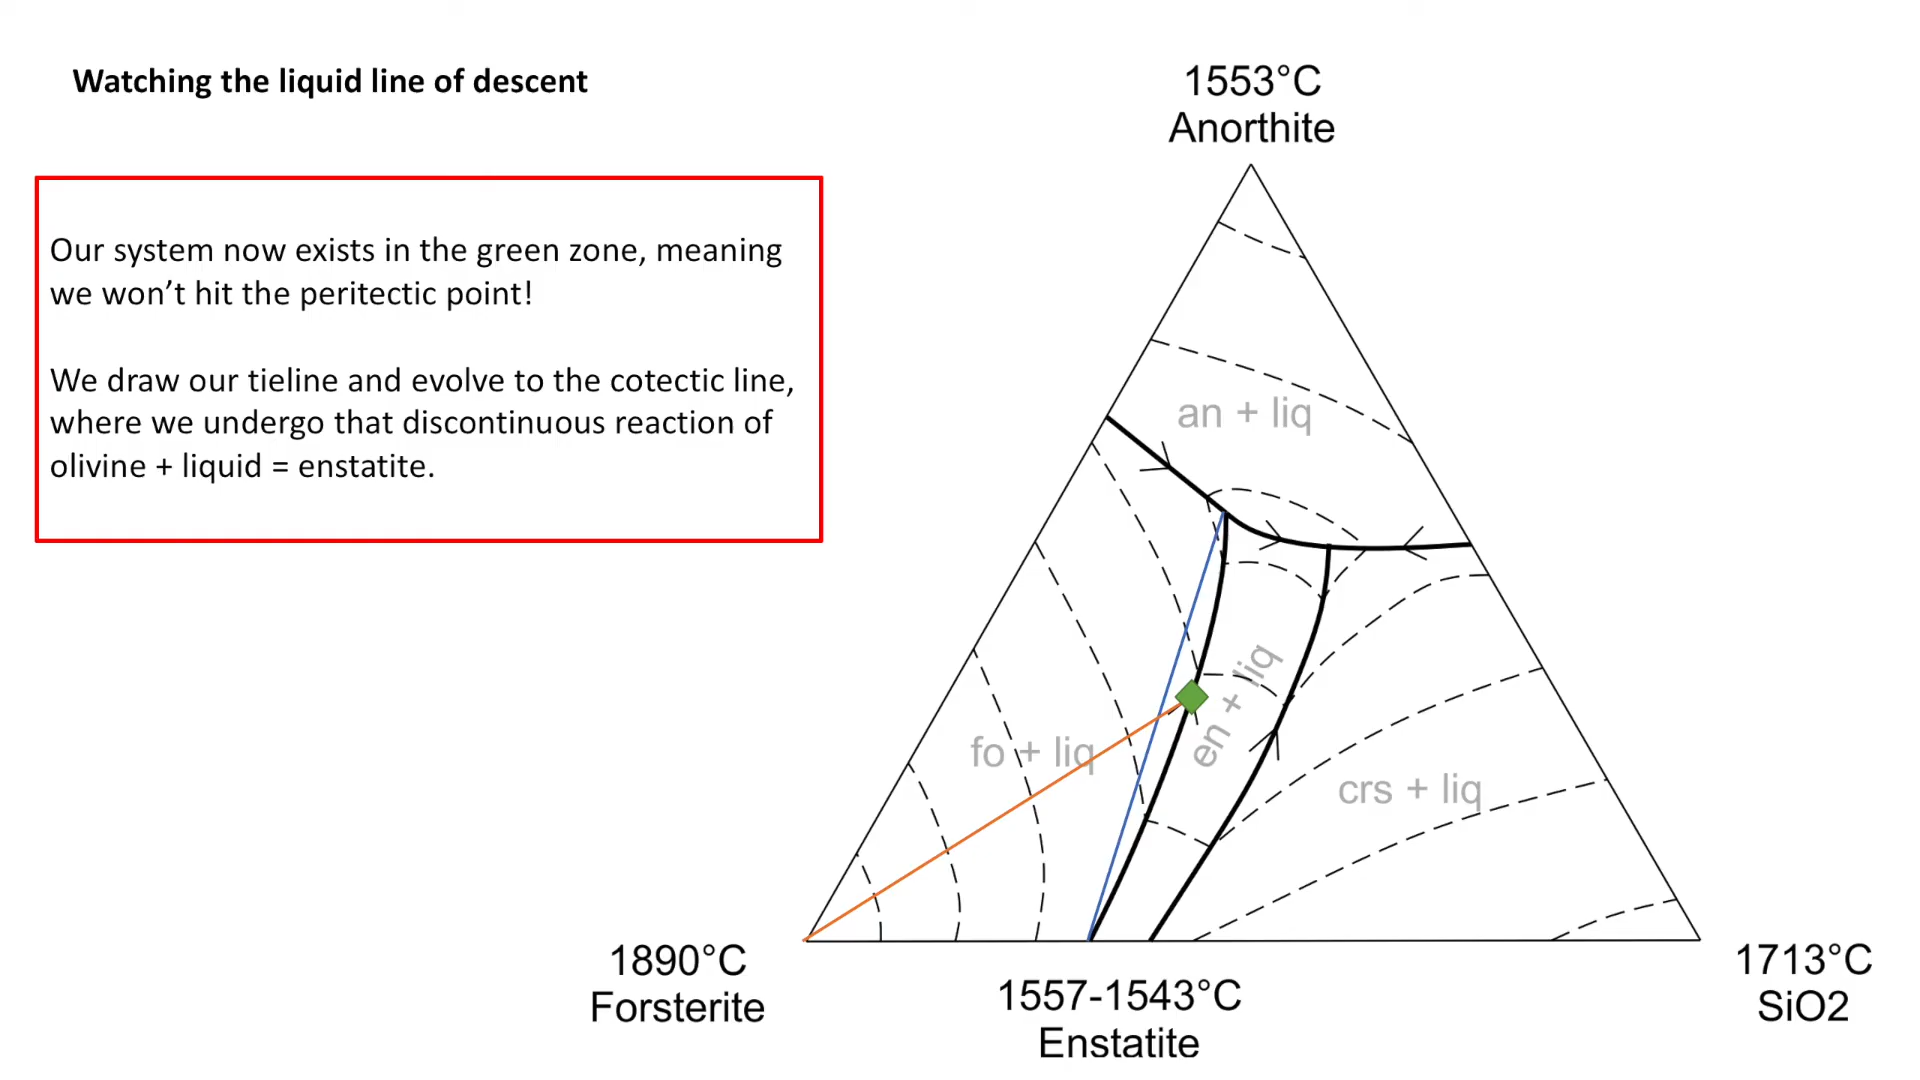 Watching the liquid line of descent
Our system now exists in the green zone, meaning
we won’t hit the peritectic point!
We draw our tieline and evolve to the cotectic line,
where we undergo that discontinuous reaction of
olivine + liquid = enstatite.
1553°C
Anorthite
an + liq
fo + liq
en + liq
crs + liq
1890°C
Forsterite
1557-1543°C
Enstatite
1713°C
SiO2